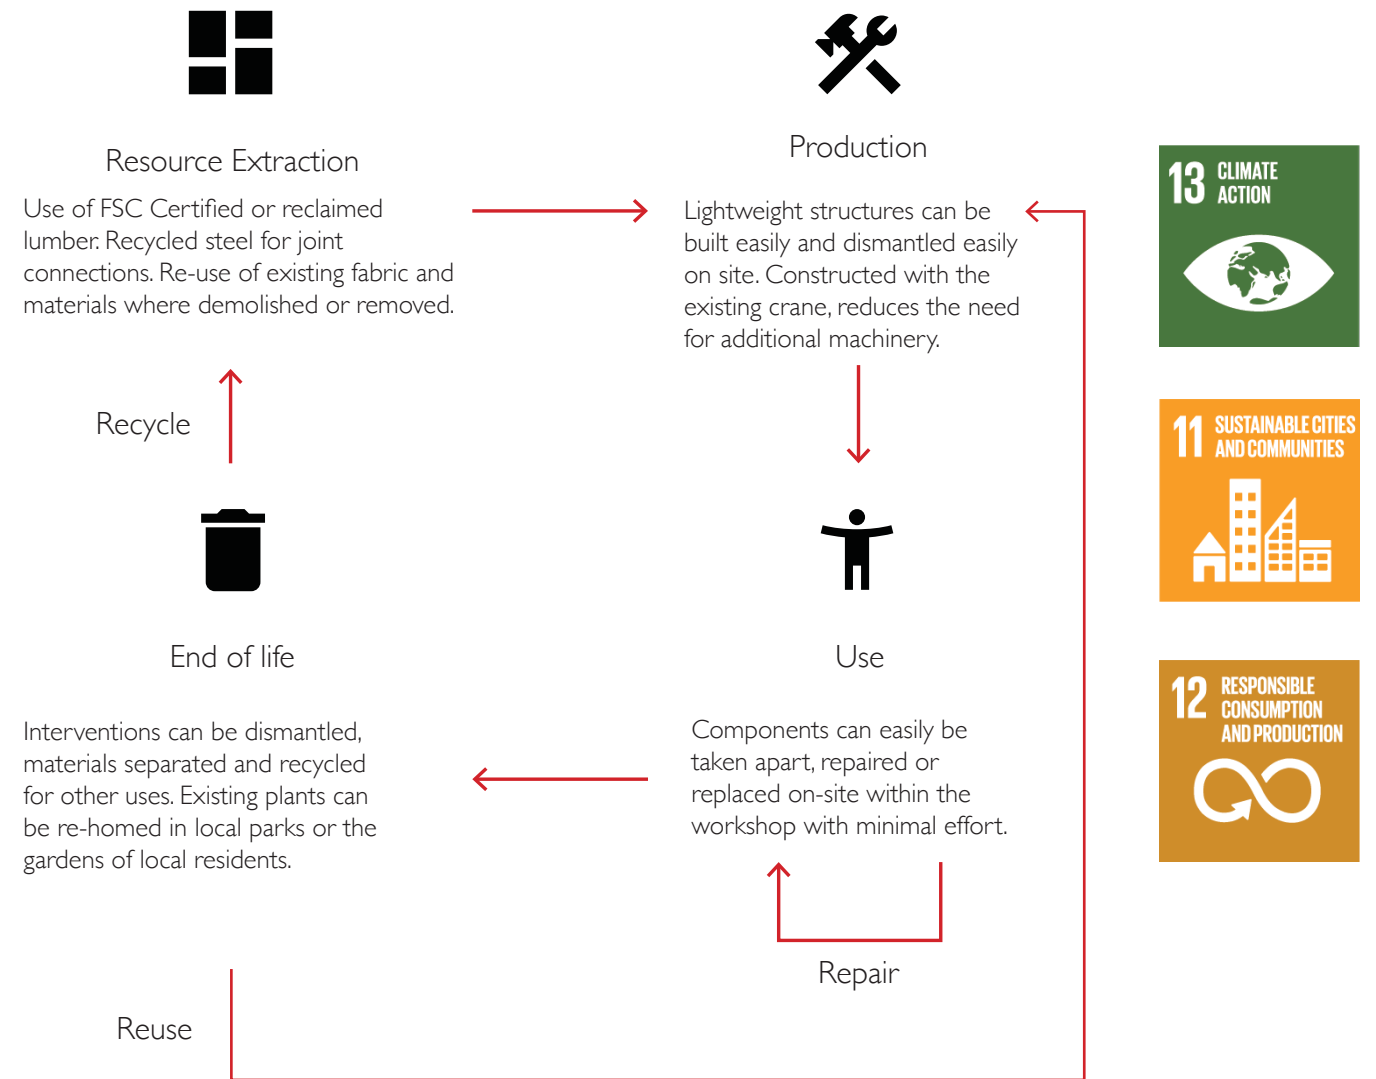 Resource Extraction
Use of FSC Certified or reclaimed
lumber. Recycled steel for joint
connections. Re-use of existing fabric and
materials where demolished or removed.
Production
Lightweight structures can be
built easily and dismantled easily
on site. Constructed with the
existing crane, reduces the need
for additional machinery.
13 CLIMATE
ACTION
Recycle
11 SUSTAINABLE CITIES
AND COMMUNITIES
End of life
Interventions can be dismantled,
materials separated and recycled
for other uses. Existing plants can
be re-homed in local parks or the
gardens of local residents.
Use
Components can easily be
taken apart, repaired or
replaced on-site within the
workshop with minimal effort.
12 RESPONSIBLE
CONSUMPTION
AND PRODUCTION
Repair
Reuse